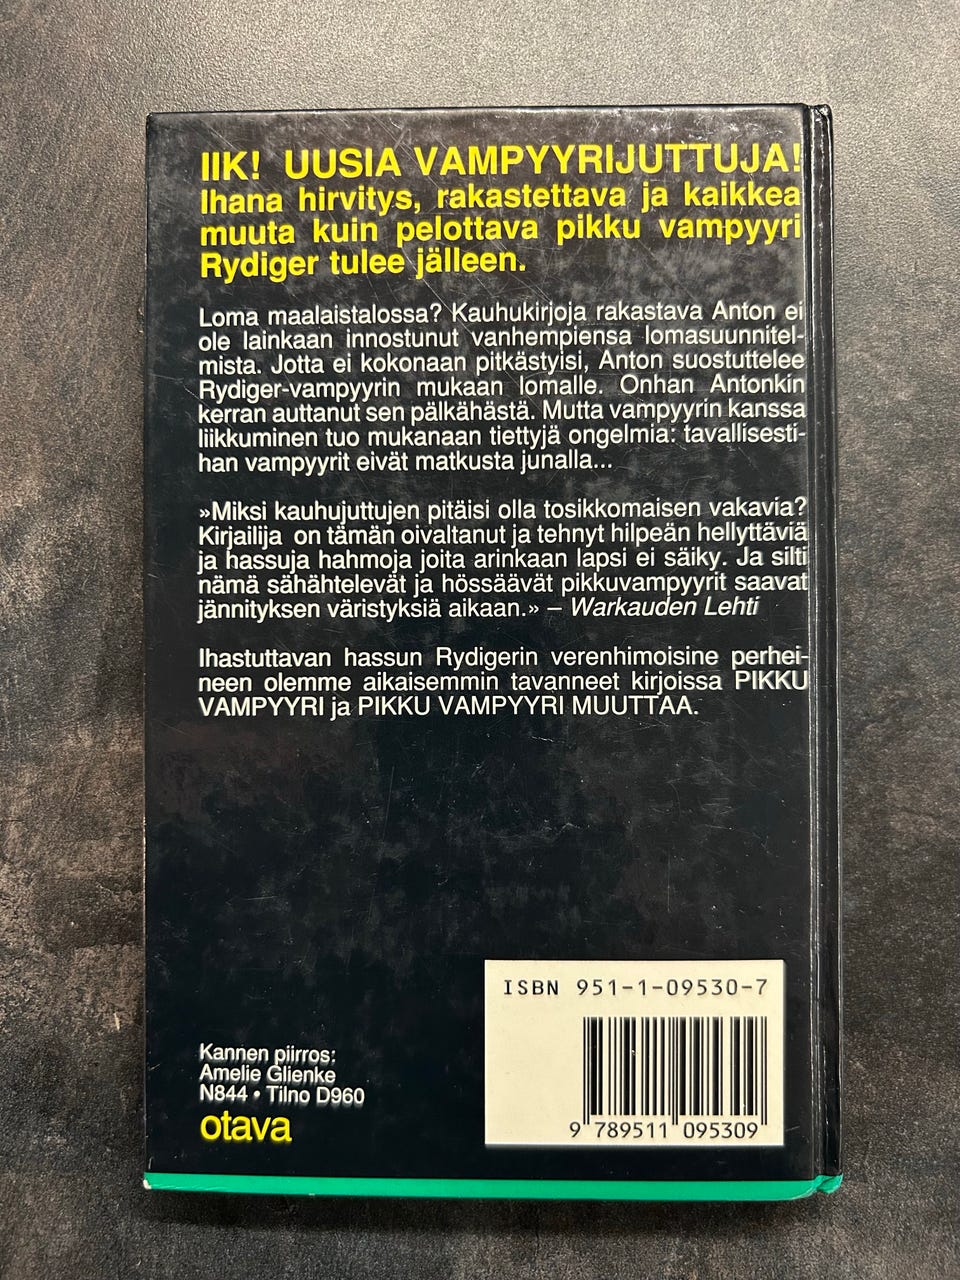 IIK! UUSIA VAMPYYRIJUTTUJA!
Ihana hirvitys, rakastettava ja kaikkea
muuta kuin pelottava pikku vampyyri
Rydiger tulee jälleen.
Loma maalaistalossa? Kauhukirjoja rakastava Anton ei
ole lainkaan innostunut vanhempiensa lomasuunnitel-
mista. Jotta ei kokonaan pitkästyisi, Anton suostuttelee
Rydiger-vampyyrin mukaan lomalle. Onhan Antonkin
kerran auttanut sen pälkähästä. Mutta vampyyrin kanssa
liikkuminen tuo mukanaan tiettyjä ongelmia: tavallisesti-
han vampyyrit eivät matkusta junalla...
»Miksi kauhujuttujen pitäisi olla tosikkomaisen vakavia?
Kirjailija on tämän oivaltanut ja tehnyt hilpeän hellyttäviä
ja hassuja hahmoja joita arinkaan lapsi ei säiky. Ja silti
nämä sähähtelevät ja hössäävät pikkuvampyyrit saavat
jännityksen väristyksiä aikaan.» – Warkauden Lehti
Ihastuttavan hassun Rydigerin verenhimoisine perhei-
neen olemme aikaisemmin tavanneet kirjoissa PIKKU
VAMPYYRI ja PIKKU VAMPYYRI MUUTTAA.
ISBN 951-1-09530-7
9 789511 095309
Kannen piirros:
Amelie Glienke
N844 • Tilno D960
otava